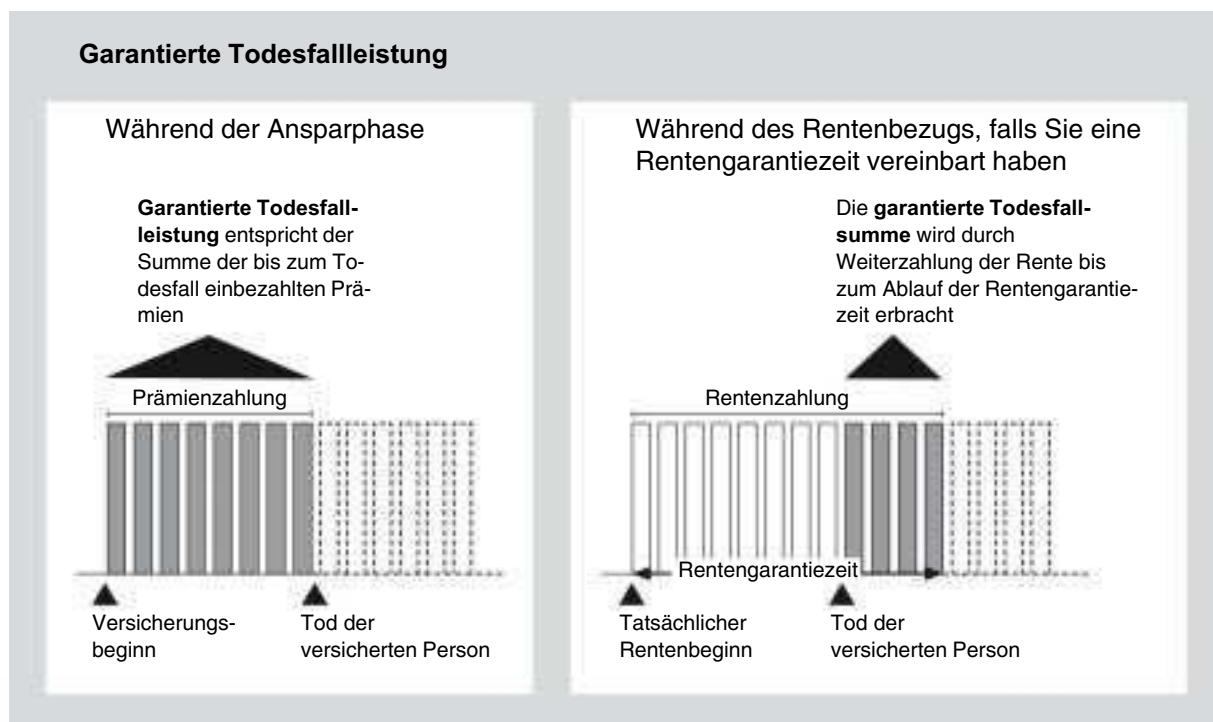 Garantierte Todesfallleistung
Während der Ansparphase
Garantierte Todesfall-
leistung entspricht der
Summe der bis zum To-
desfall einbezahlten Prä-
mien
Prämienzahlung
Versicherungs-
beginn
Tod der
versicherten Person
Während des Rentenbezugs, falls Sie eine
Rentengarantiezeit vereinbart haben
Die garantierte Todesfall-
summe wird durch
Weiterzahlung der Rente bis
zum Ablauf der Rentengarantie-
zeit erbracht
Rentenzahlung
Rentengarantiezeit
Tatsächlicher
Rentenbeginn
Tod der
versicherten Person